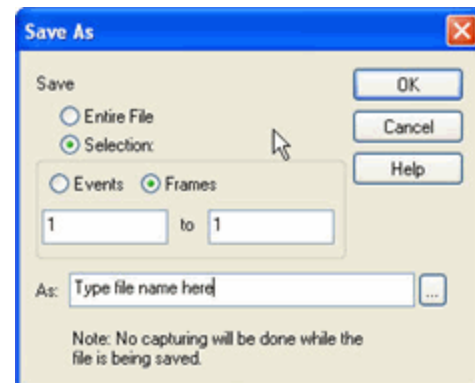 Save As
Save
OK
Entire File
Cancel
Selection:
Help
Events Frames
1 to 1
As: Type file name here ...
Note: No capturing will be done while the
file is being saved.